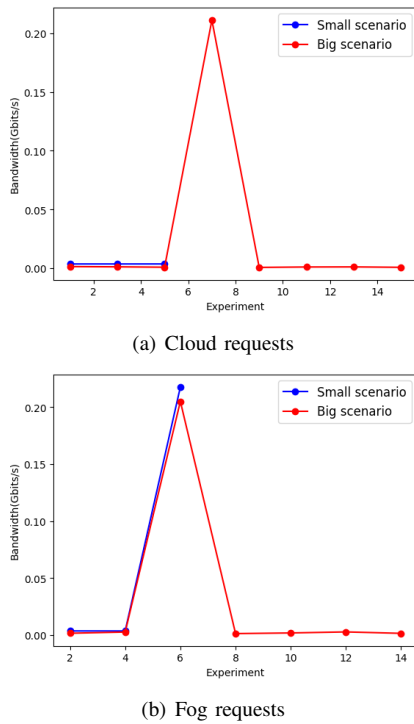 0.20
0.15
0.10
0.05
0.00
Bandwidth(Gbits/s)
Small scenario
Big scenario
2 4 6 8 10 12 14
Experiment
(a) Cloud requests
0.20
0.15
0.10
0.05
0.00
Bandwidth(Gbits/s)
Small scenario
Big scenario
2 4 6 8 10 12 14
Experiment
(b) Fog requests